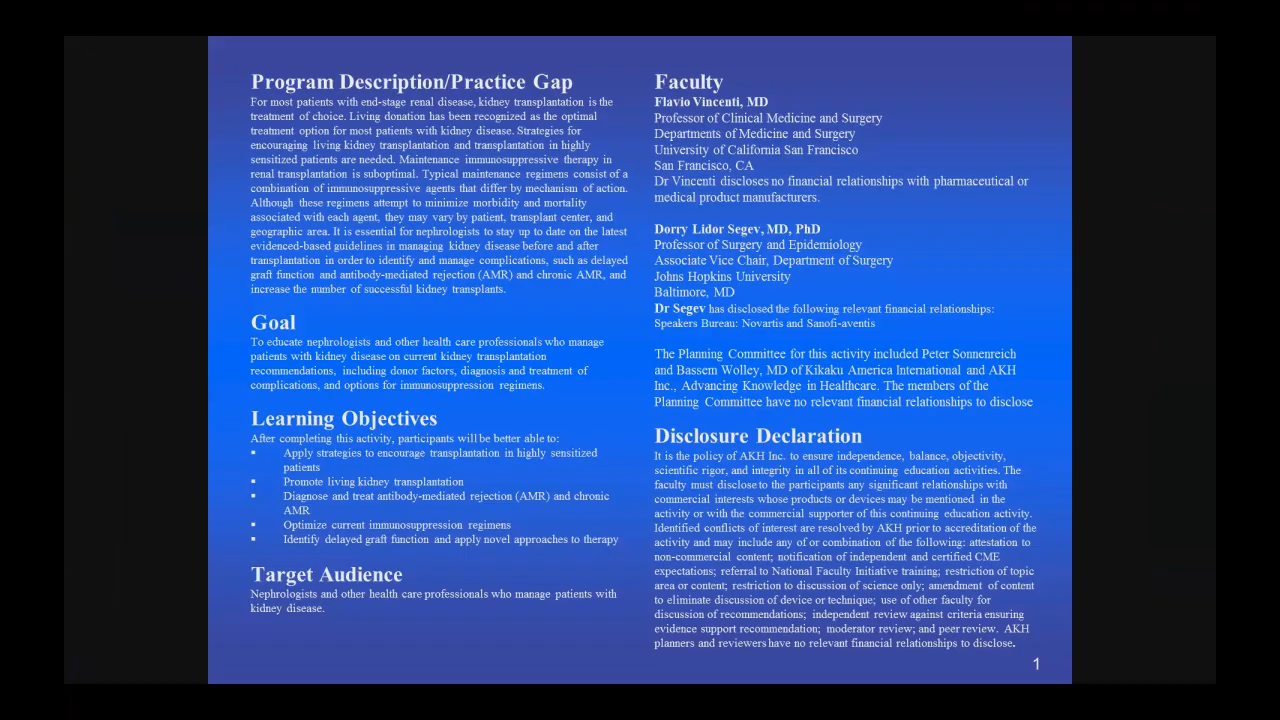 Program Description/Practice Gap
For most patients with end-stage renal disease, kidney transplantation is the
treatment of choice. Living donation has been recognized as the optimal
treatment option for most patients with kidney disease. Strategies for
encouraging living kidney transplantation and transplantation in highly
sensitized patients are needed. Maintenance immunosuppressive therapy in
renal transplantation is suboptimal. Typical maintenance regimens consist of a
combination of immunosuppressive agents that differ by mechanism of action.
Although these regimens attempt to minimize morbidity and mortality
associated with each agent, they may vary by patient, transplant center, and
geographic area. It is essential for nephrologists to stay up to date on the latest
evidenced-based guidelines in managing kidney disease before and after
transplantation in order to identify and manage complications, such as delayed
graft function and antibody-mediated rejection (AMR) and chronic AMR, and
increase the number of successful kidney transplants.
Goal
To educate nephrologists and other health care professionals who manage
patients with kidney disease on current kidney transplantation
recommendations, including donor factors, diagnosis and treatment of
complications, and options for immunosuppression regimens.
Learning Objectives
After completing this activity, participants will be better able to:
▪ Apply strategies to encourage transplantation in highly sensitized
patients
▪ Promote living kidney transplantation
▪ Diagnose and treat antibody-mediated rejection (AMR) and chronic
AMR
▪ Optimize current immunosuppression regimens
▪ Identify delayed graft function and apply novel approaches to therapy
Target Audience
Nephrologists and other health care professionals who manage patients with
kidney disease.
Faculty
Flavio Vincenti, MD
Professor of Clinical Medicine and Surgery
Departments of Medicine and Surgery
University of California San Francisco
San Francisco, CA
Dr Vincenti discloses no financial relationships with pharmaceutical or
medical product manufacturers.
Dorry Lidor Segev, MD, PhD
Professor of Surgery and Epidemiology
Associate Vice Chair, Department of Surgery
Johns Hopkins University
Baltimore, MD
Dr Segev has disclosed the following relevant financial relationships:
Speakers Bureau: Novartis and Sanofi-aventis
The Planning Committee for this activity included Peter Sonnenreich
and Bassem Wolley, MD of Kikaku America International and AKH
Inc., Advancing Knowledge in Healthcare. The members of the
Planning Committee have no relevant financial relationships to disclose
Disclosure Declaration
It is the policy of AKH Inc. to ensure independence, balance, objectivity,
scientific rigor, and integrity in all of its continuing education activities. The
faculty must disclose to the participants any significant relationships with
commercial interests whose products or devices may be mentioned in the
activity or with the commercial supporter of this continuing education activity.
Identified conflicts of interest are resolved by AKH prior to accreditation of the
activity and may include any of or combination of the following: attestation to
non-commercial content; notification of independent and certified CME
expectations; referral to National Faculty Initiative training; restriction of topic
area or content; restriction to discussion of science only; amendment of content
to eliminate discussion of device or technique; use of other faculty for
discussion of recommendations; independent review against criteria ensuring
evidence support recommendation; moderator review; and peer review. AKH
planners and reviewers have no relevant financial relationships to disclose.
1